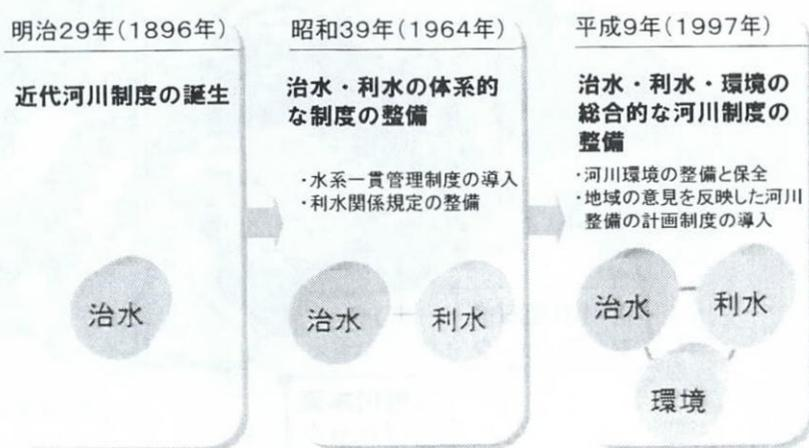 明治29年(1896年)
近代河川制度の誕生
治水
昭和39年(1964年)
治水・利水の体系的
な制度の整備
・水系一貫管理制度の導入
・利水関係規定の整備
治水 + 利水
平成9年(1997年)
治水・利水・環境の
総合的な河川制度の
整備
・河川環境の整備と保全
・地域の意見を反映した河川
整備の計画制度の導入
治水 利水
環境